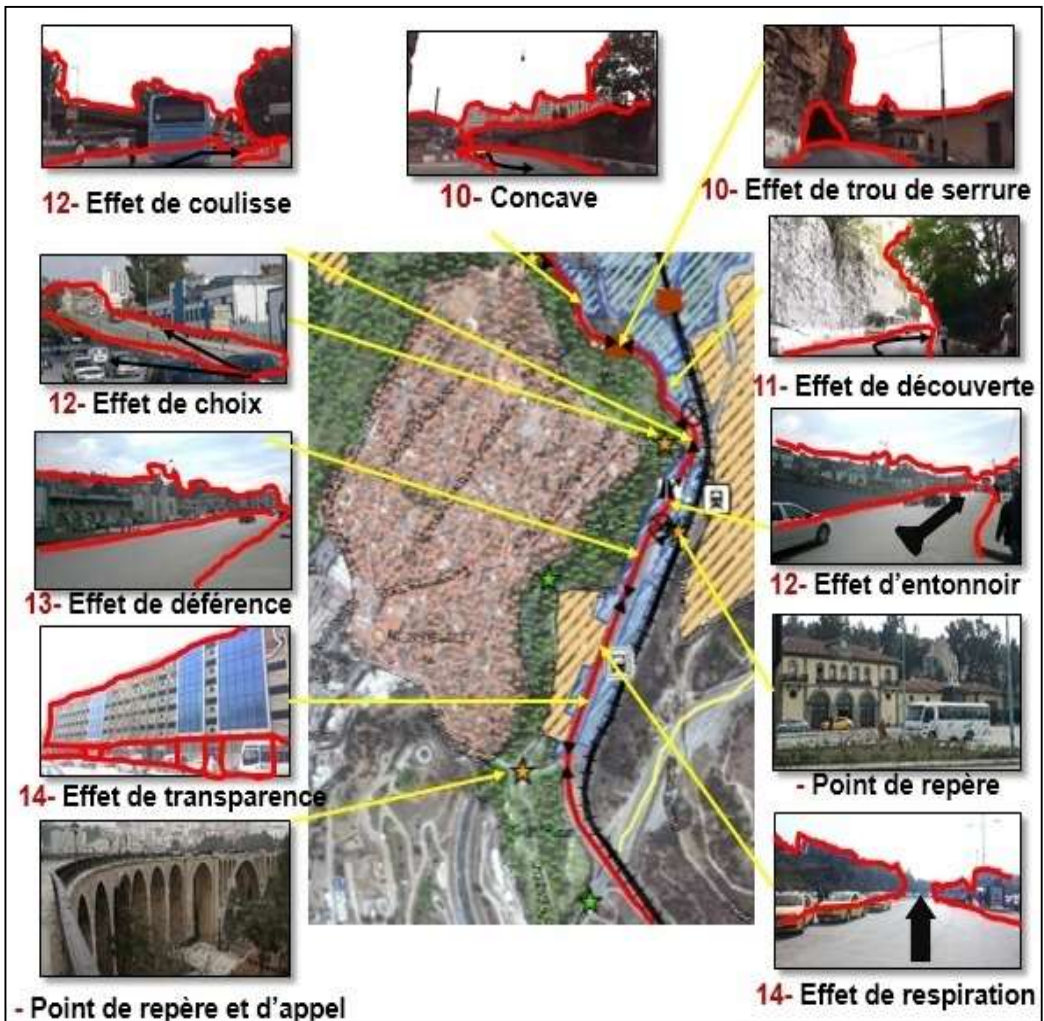 12- Effet de coulisse
10- Concave
10- Effet de trou de serrure
12- Effet de choix
11- Effet de découverte
13- Effet de déférence
12- Effet d'entonnoir
14- Effet de transparence
- Point de repère
- Point de repère et d'appel
14- Effet de respiration